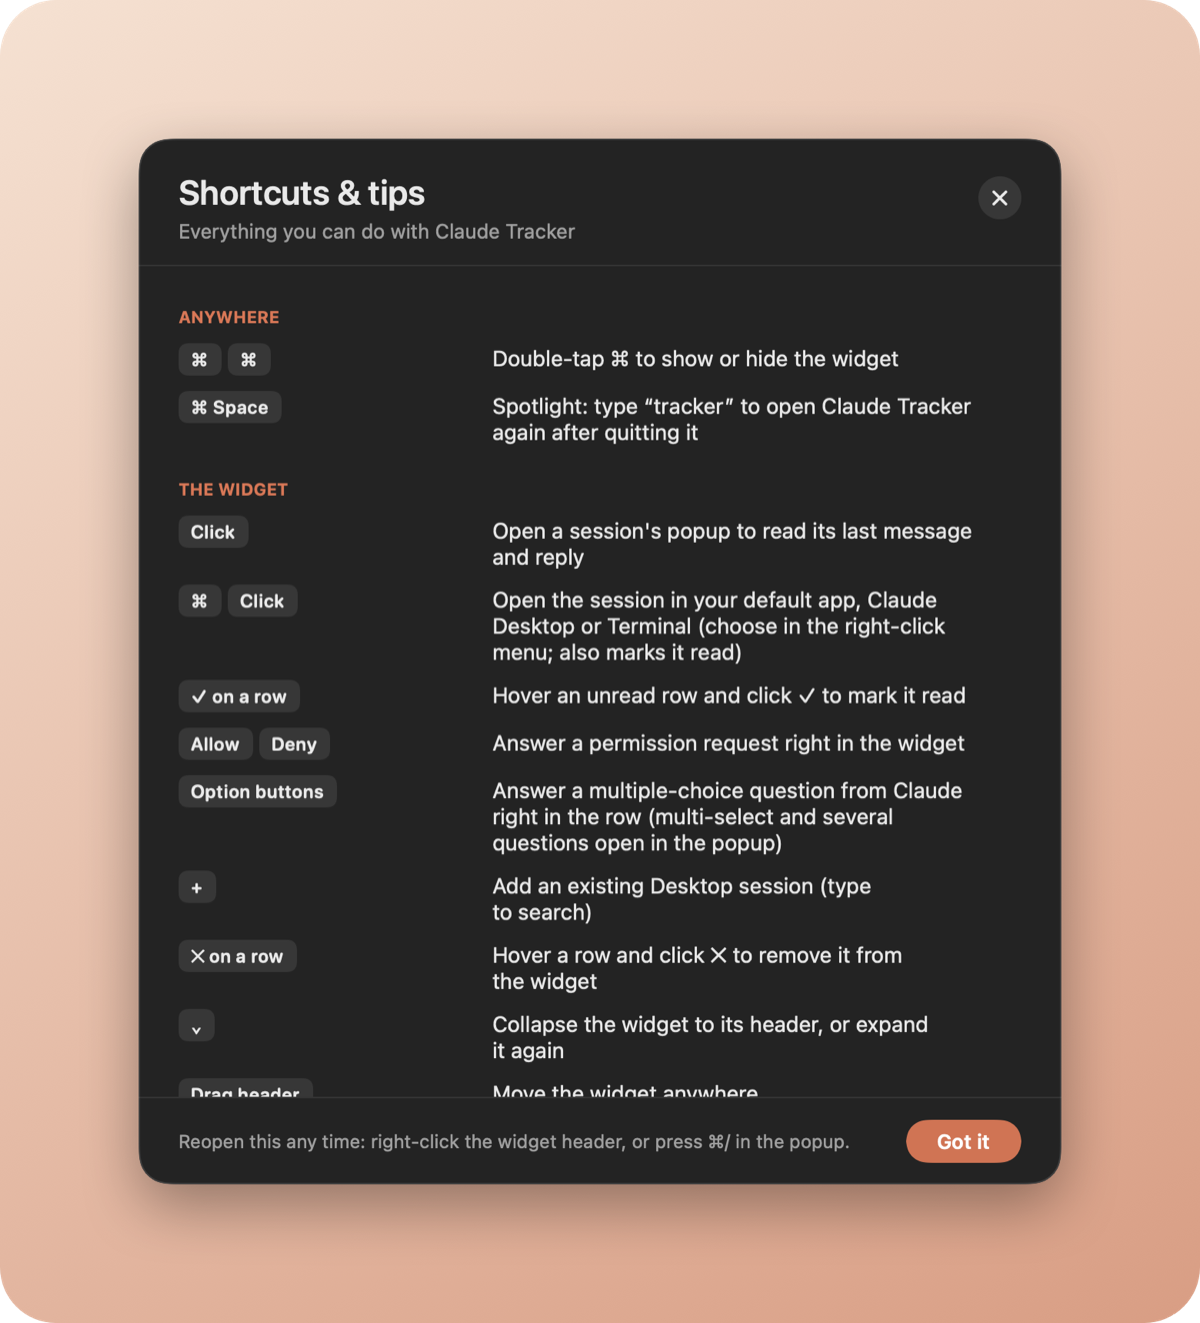 Shortcuts & tips
Everything you can do with Claude Tracker
ANYWHERE
⌘ ⌘
Double-tap ⌘ to show or hide the widget
⌘ Space
Spotlight: type “tracker” to open Claude Tracker
again after quitting it
THE WIDGET
Click
Open a session's popup to read its last message
and reply
⌘ Click
Open the session in your default app, Claude
Desktop or Terminal (choose in the right-click
menu; also marks it read)
✓ on a row
Hover an unread row and click ✓ to mark it read
Allow Deny
Answer a permission request right in the widget
Option buttons
Answer a multiple-choice question from Claude
right in the row (multi-select and several
questions open in the popup)
+
Add an existing Desktop session (type
to search)
✕ on a row
Hover a row and click ✕ to remove it from
the widget
⌄
Collapse the widget to its header, or expand
it again
Drag header
Move the widget anywhere
Reopen this any time: right-click the widget header, or press ⌘/ in the popup.
Got it